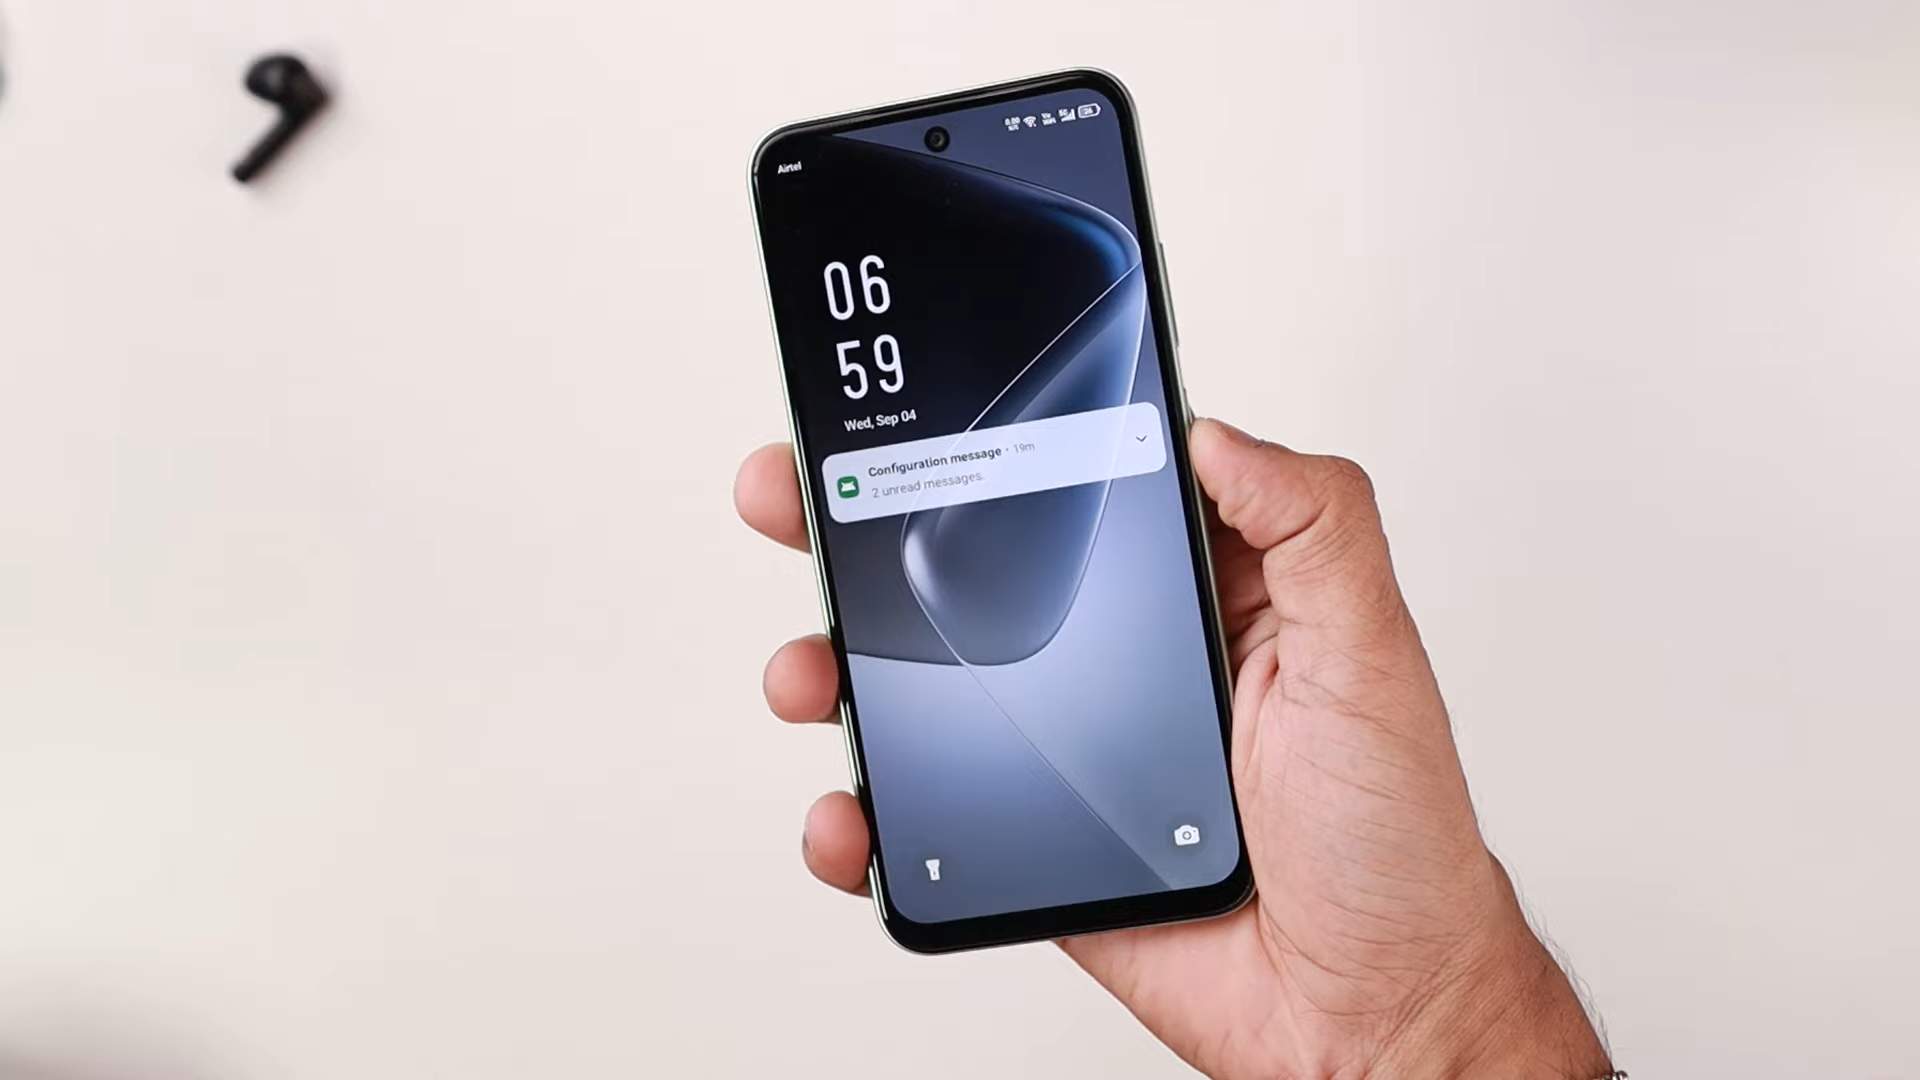 Airtel
06
59
Wed, Sep 04
Configuration message · 19m
2 unread messages.